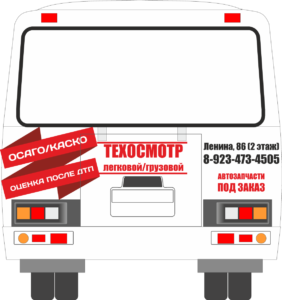 ОСАГО/КАСКО
ОЦЕНКА ПОСЛЕ ДТП
ТЕХОСМОТР
легковой/грузовой
Ленина, 86 (2 этаж)
8-923-473-4505
АВТОЗАПЧАСТИ
ПОД ЗАКАЗ